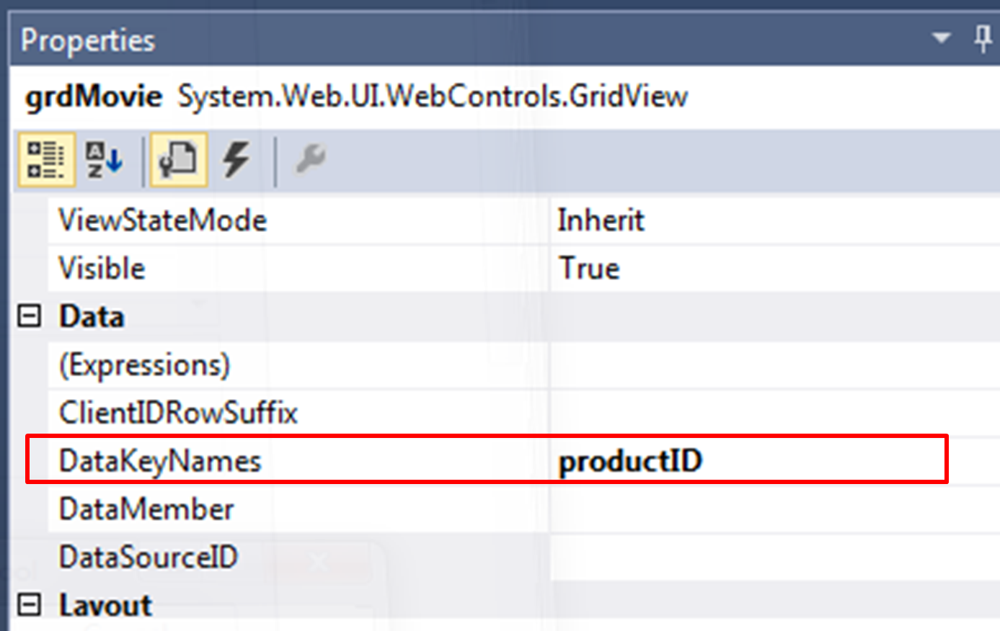 Properties
grdMovie System.Web.UI.WebControls.GridView
ViewStateMode Inherit
Visible True
Data
(Expressions)
ClientIDRowSuffix
DataKeyNames productID
DataMember
DataSourceID
Layout